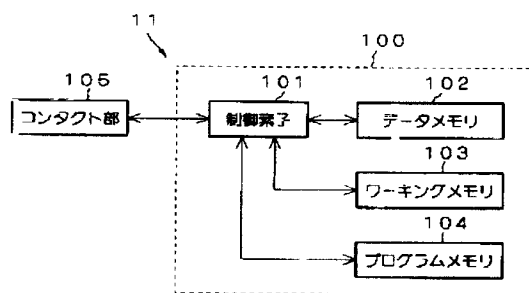 11
100
105
101
102
コンタクト部
制御素子
データメモリ
103
ワーキングメモリ
104
プログラムメモリ